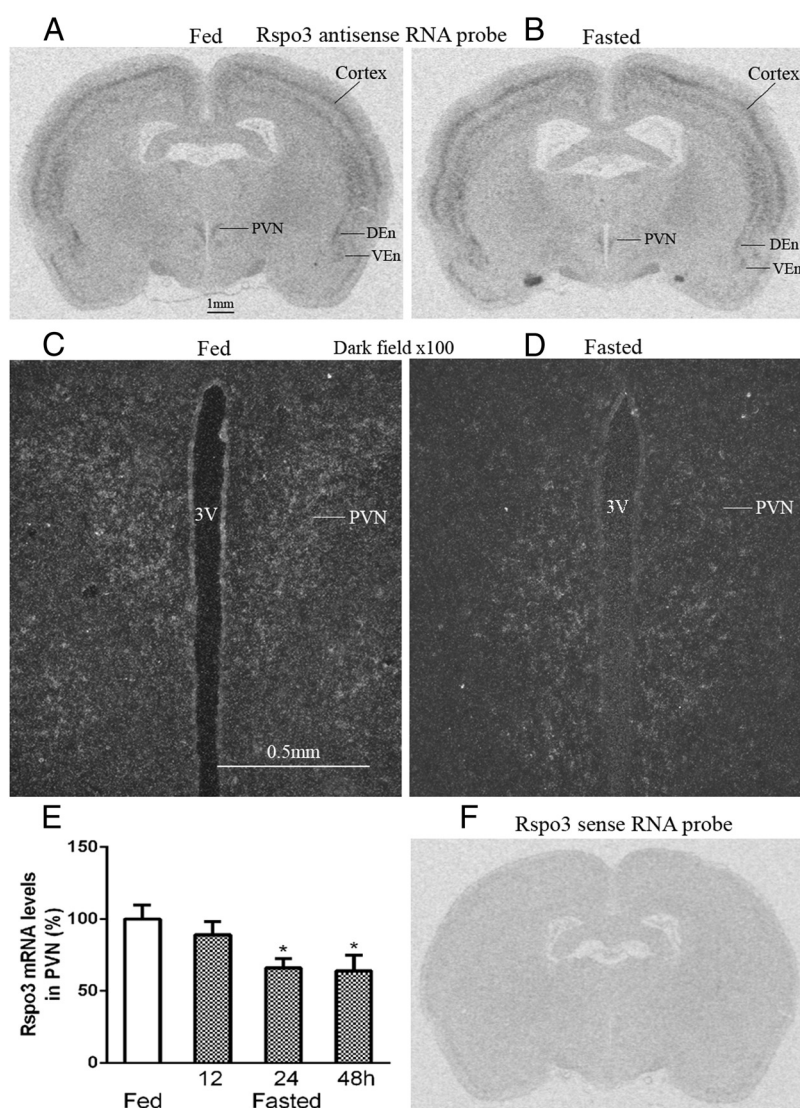 A Fed Rspo3 antisense RNA probe B Fasted
Cortex
Cortex
PVN
DEn
VEn
PVN
DEn
VEn
1mm
C Fed Dark field x100 D Fasted
3V
PVN
3V
PVN
0.5mm
E
Rspo3 mRNA levels
in PVN (%)
150
100
50
0
*
*
12 24 48h
Fed Fasted
F Rspo3 sense RNA probe